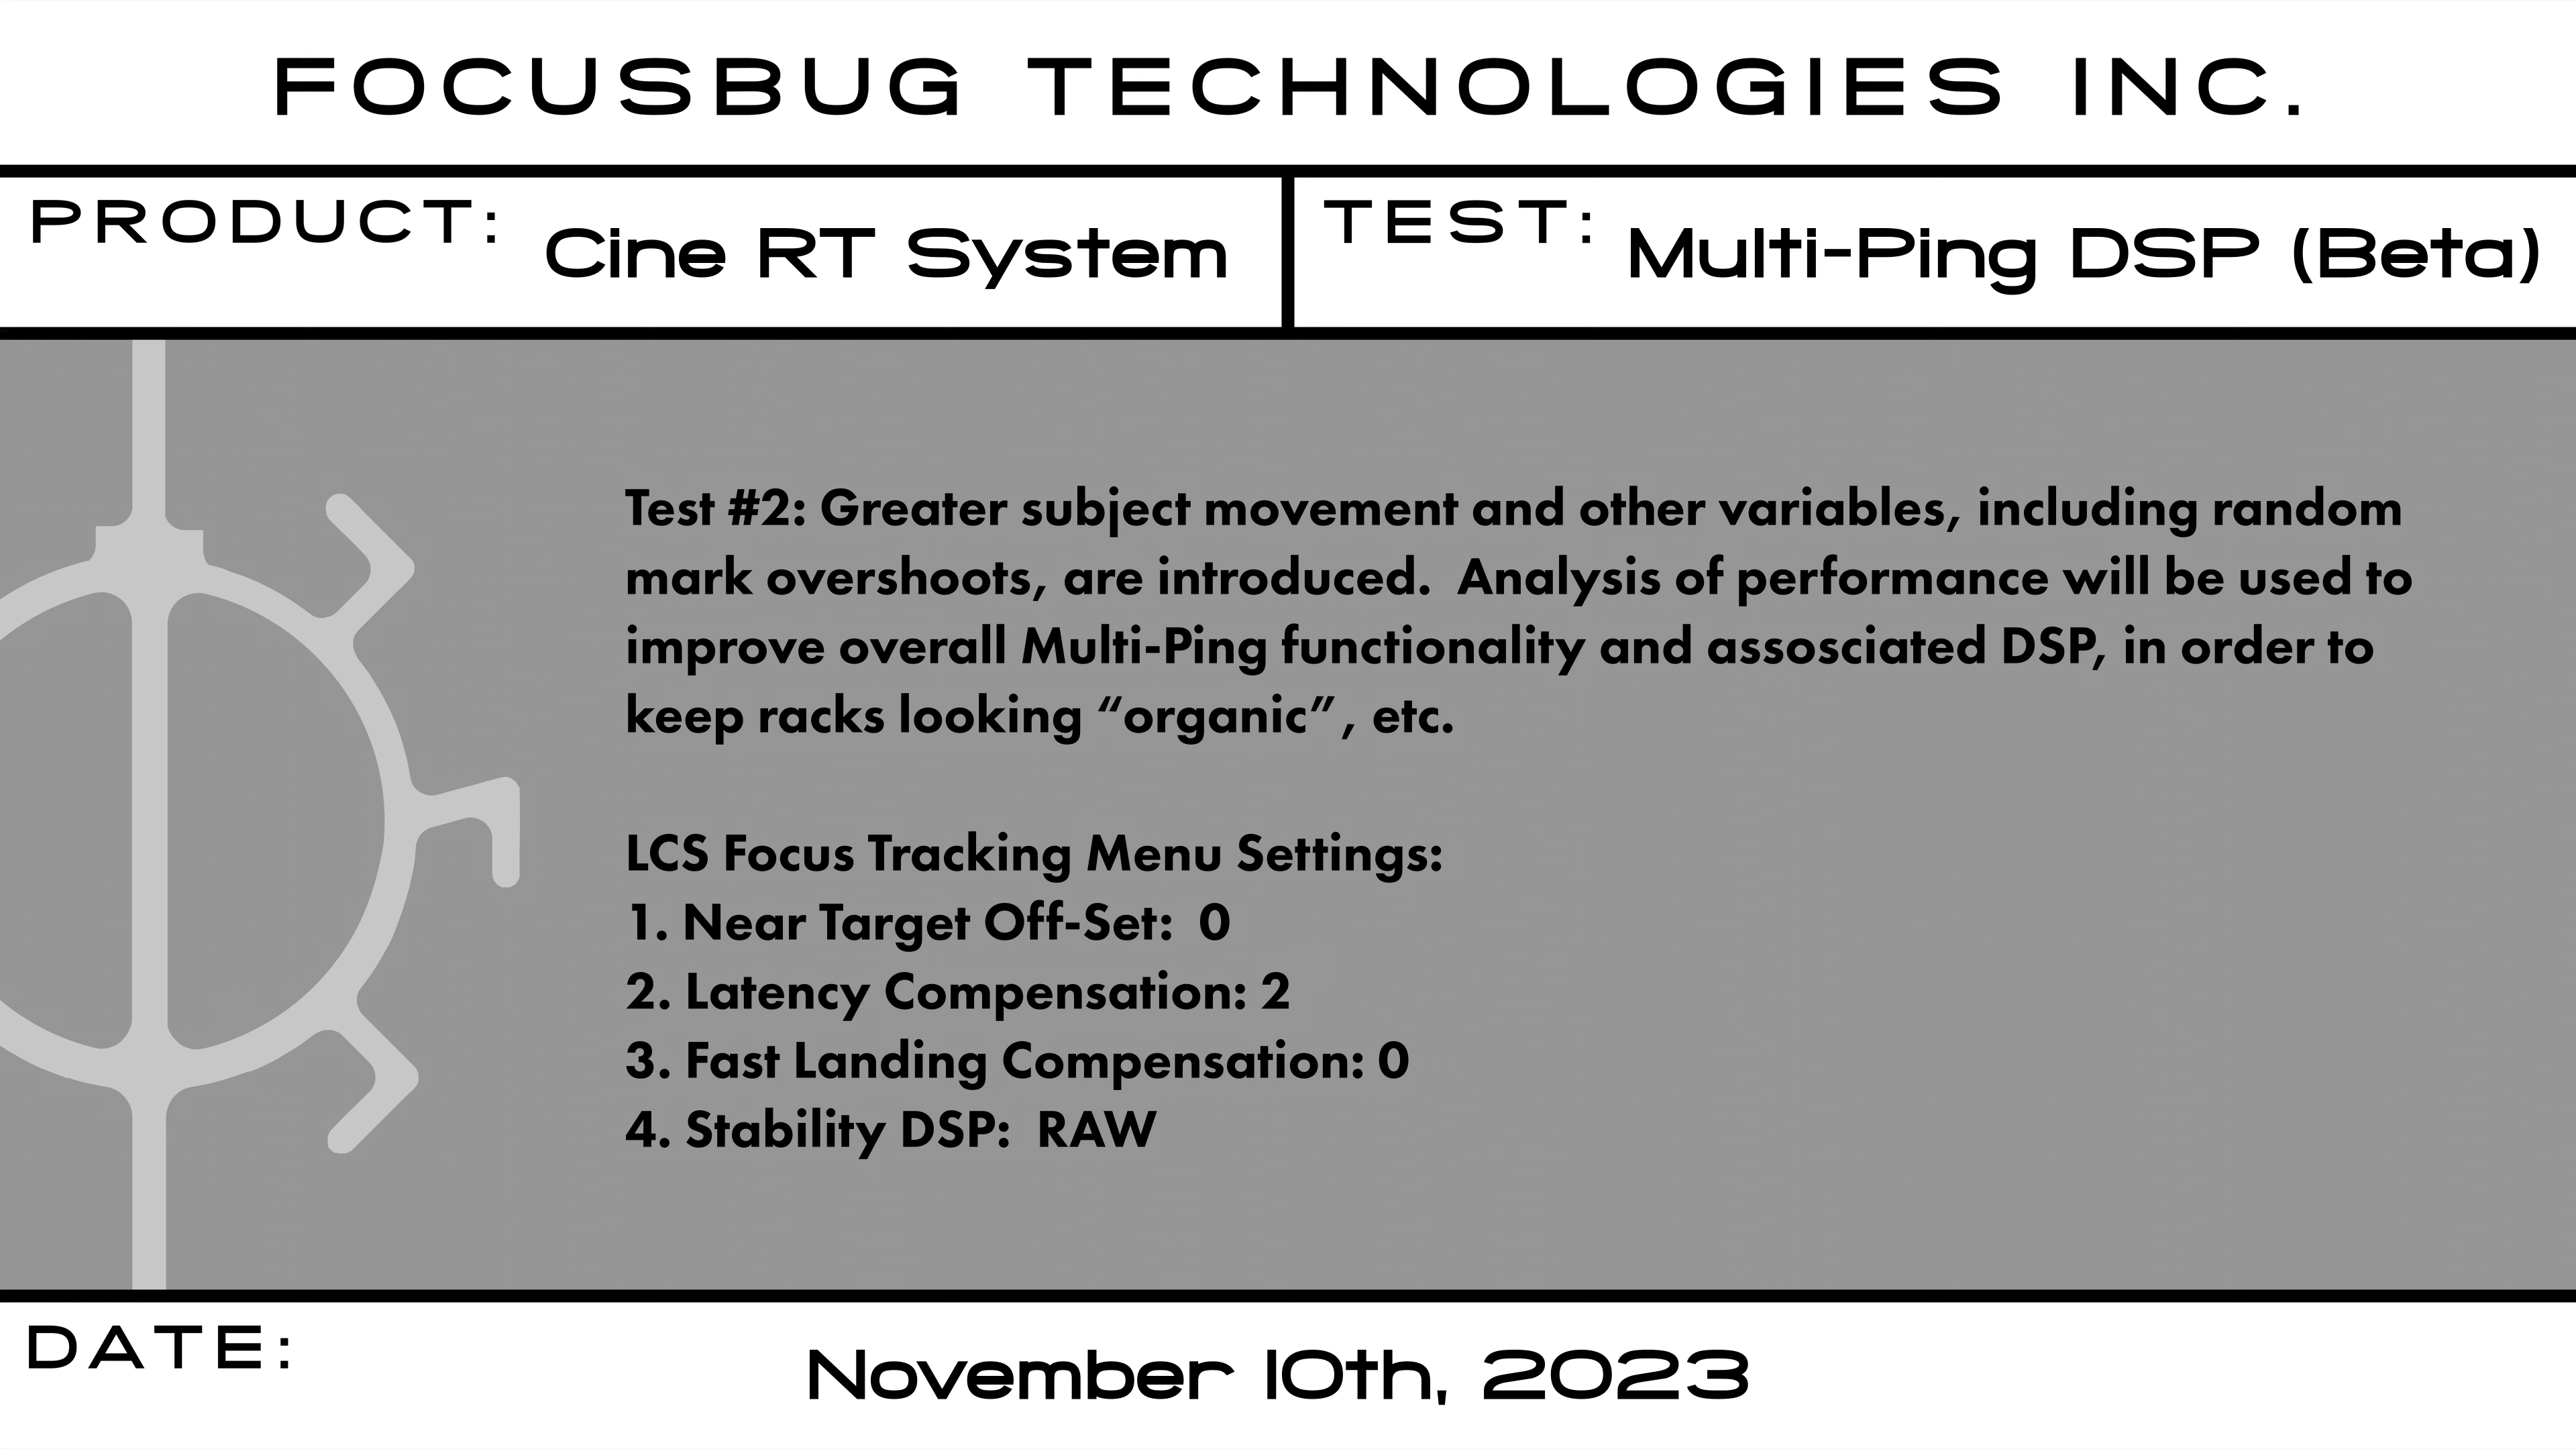 FOCUSBUG TECHNOLOGIES INC.
PRODUCT: Cine RT System
TEST: Multi-Ping DSP (Beta)
Test #2: Greater subject movement and other variables, including random
mark overshoots, are introduced.  Analysis of performance will be used to
improve overall Multi-Ping functionality and assosciated DSP, in order to
keep racks looking “organic”, etc.
LCS Focus Tracking Menu Settings:
1. Near Target Off-Set:  0
2. Latency Compensation: 2
3. Fast Landing Compensation: 0
4. Stability DSP:  RAW
DATE: November 10th, 2023